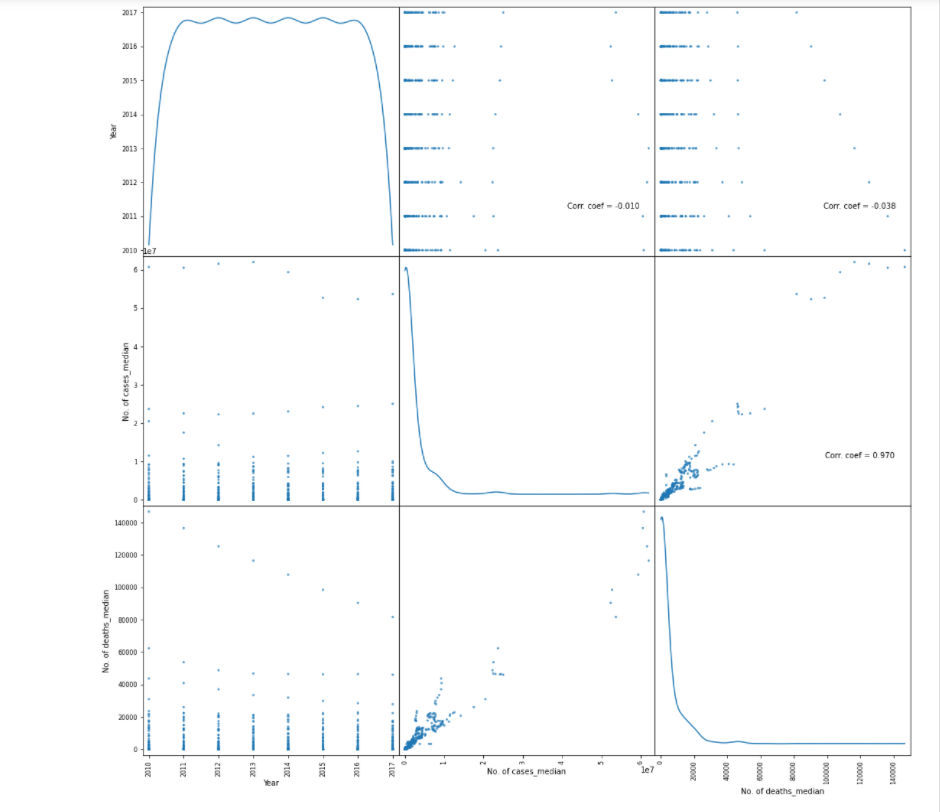 2017
2016
2015
2014
2013
2012
2011
2010
Year
Corr. coef = -0.010
Corr. coef = -0.038
1e7
6
5
4
3
2
1
0
No. of cases_median
Corr. coef = 0.970
140000
120000
100000
80000
60000
40000
20000
0
No. of deaths_median
2010 2011 2012 2013 2014 2015 2016 2017
Year
0 1 2 3 4 5 6
1e7
No. of cases_median
0 20000 40000 60000 80000 100000 120000 140000
No. of deaths_median